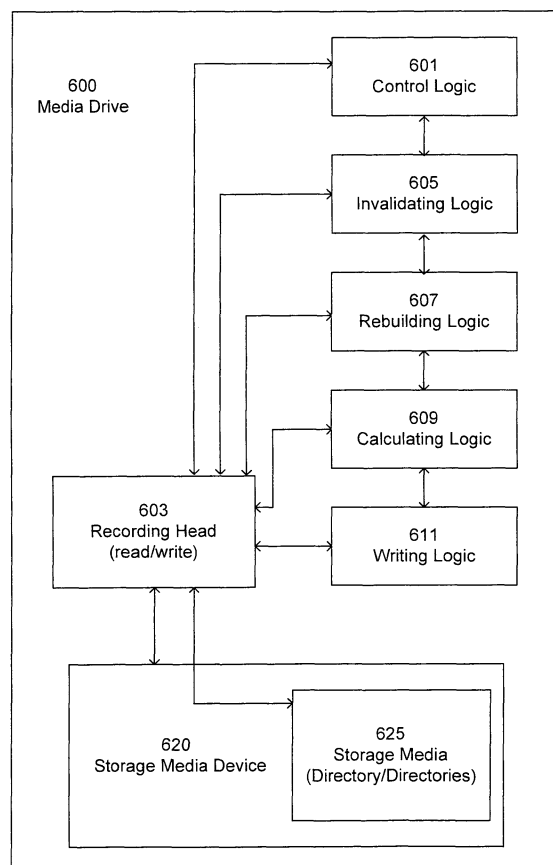 600
Media Drive
601
Control Logic
605
Invalidating Logic
607
Rebuilding Logic
609
Calculating Logic
603
Recording Head
(read/write)
611
Writing Logic
620
Storage Media Device
625
Storage Media
(Directory/Directories)